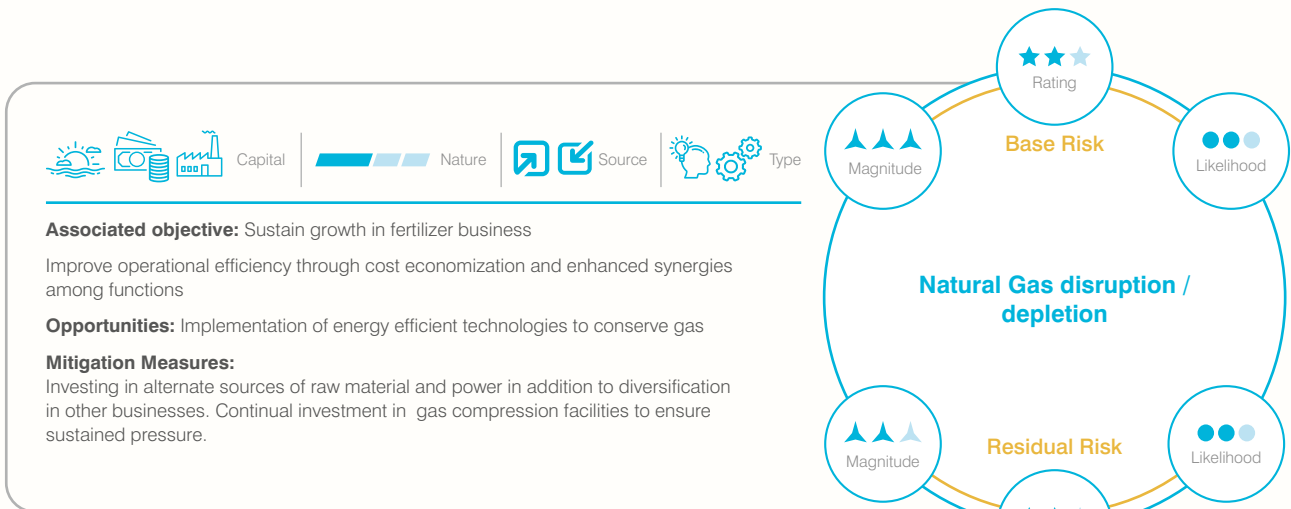 Rating
Base Risk
Magnitude
Likelihood
Capital
Nature
Source
Type
Associated objective: Sustain growth in fertilizer business
Improve operational efficiency through cost economization and enhanced synergies
among functions
Opportunities: Implementation of energy efficient technologies to conserve gas
Mitigation Measures:
Investing in alternate sources of raw material and power in addition to diversification
in other businesses. Continual investment in gas compression facilities to ensure
sustained pressure.
Natural Gas disruption /
depletion
Residual Risk
Magnitude
Likelihood